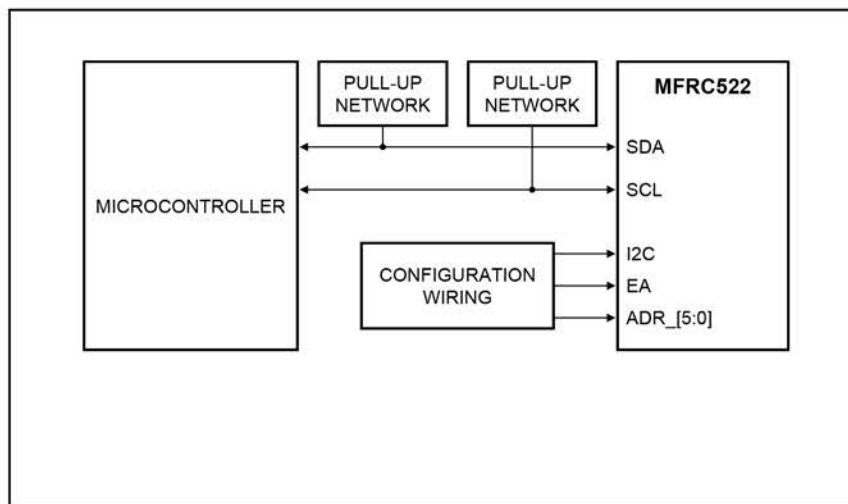 PULL-UP
NETWORK
PULL-UP
NETWORK
MFRC522
SDA
MICROCONTROLLER
SCL
CONFIGURATION
WIRING
I2C
EA
ADR_[5:0]